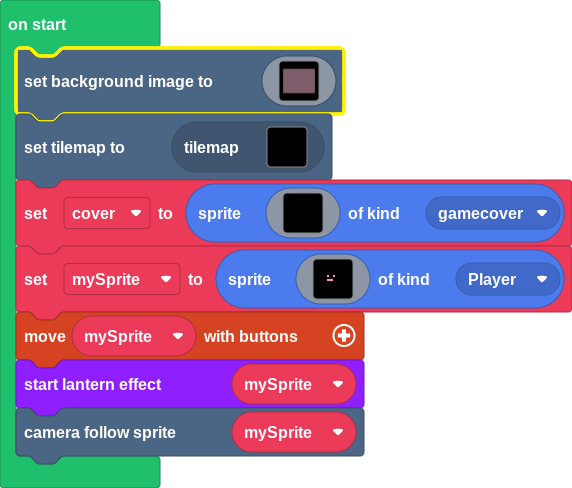 on start
set background image to
set tilemap to tilemap
set cover to sprite of kind gamecover
set mySprite to sprite of kind Player
move mySprite with buttons
start lantern effect mySprite
camera follow sprite mySprite